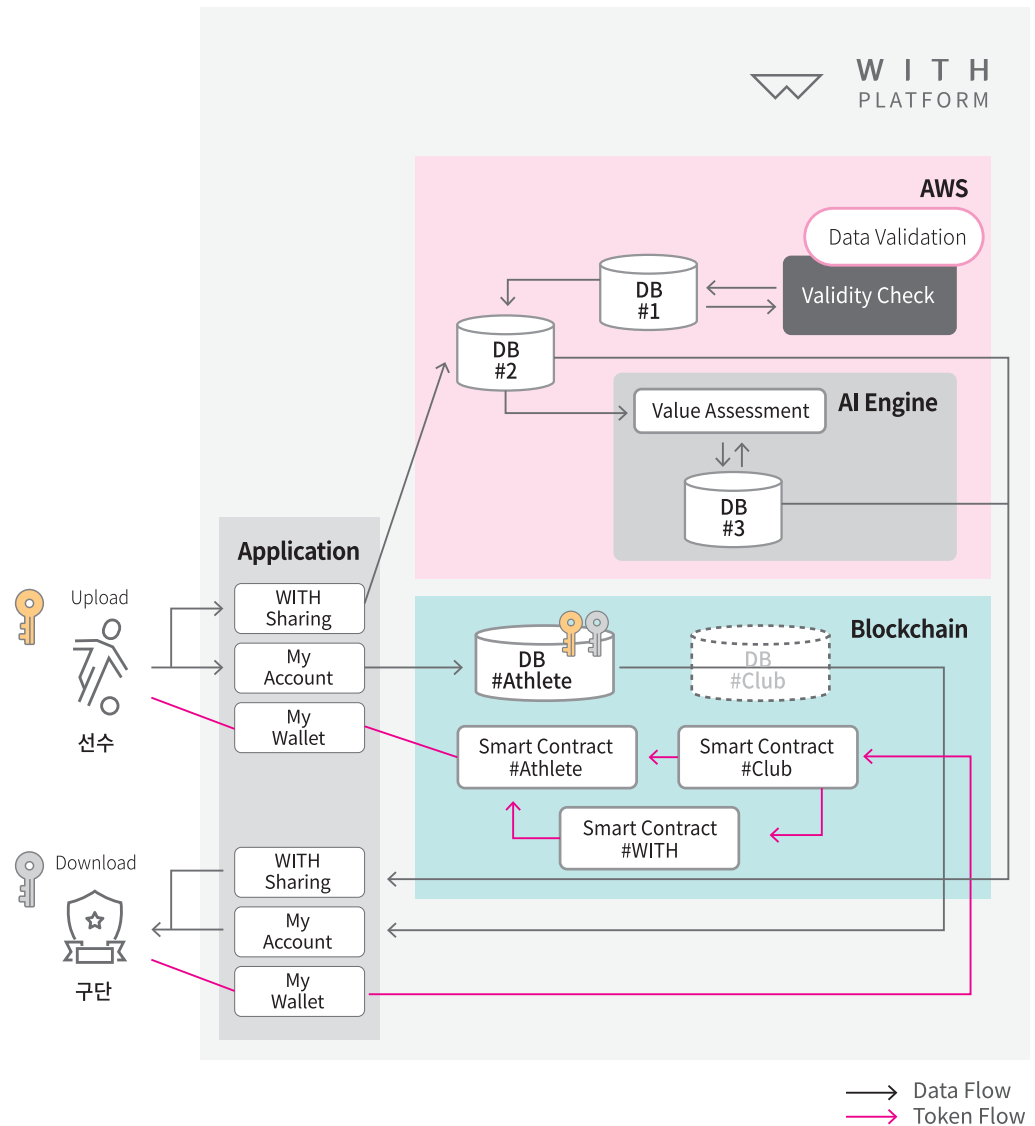 WITH
PLATFORM
AWS
Data Validation
Validity Check
DB
#1
DB
#2
Value Assessment
AI Engine
DB
#3
Application
Upload
WITH
Sharing
My
Account
My
Wallet
선수
Blockchain
DB
#Athlete
DB
#Club
Smart Contract
#Athlete
Smart Contract
#Club
Smart Contract
#WITH
Download
WITH
Sharing
My
Account
My
Wallet
구단
Data Flow
Token Flow